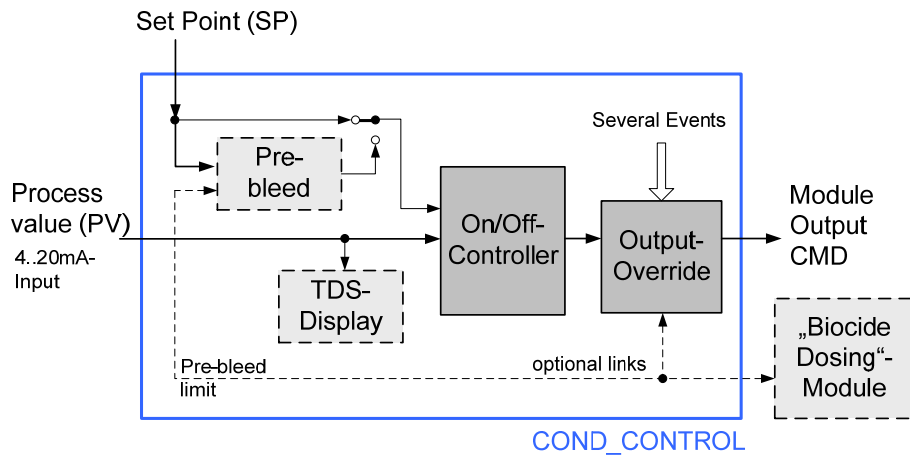 Set Point (SP)
Several Events
Pre-
bleed
Process
value (PV)
4..20mA-
Input
On/Off-
Controller
Output-
Override
Module
Output
CMD
TDS-
Display
„Biocide
Dosing“-
Module
Pre-bleed
limit
optional links
COND_CONTROL